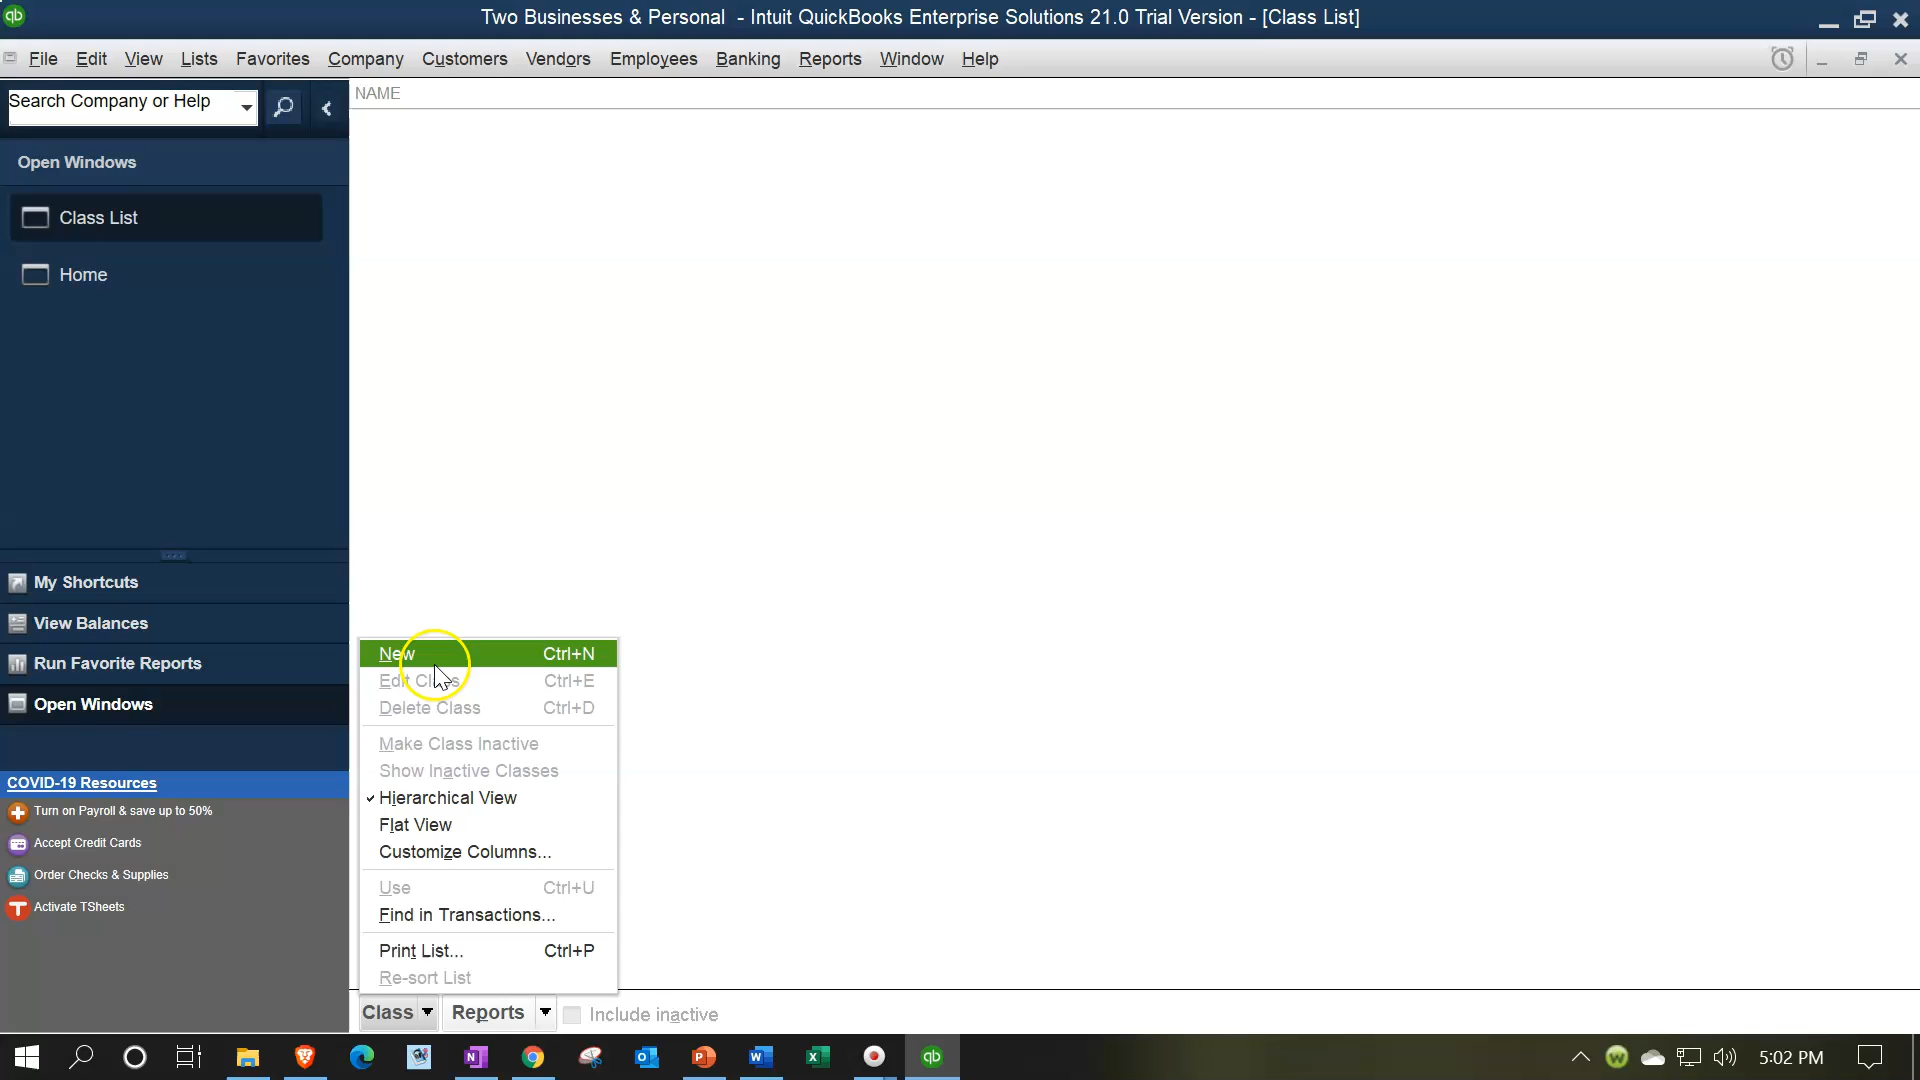 qb Two Businesses & Personal - Intuit QuickBooks Enterprise Solutions 21.0 Trial Version - [Class List]
File Edit View Lists Favorites Company Customers Vendors Employees Banking Reports Window Help
Search Company or Help
NAME
Open Windows
Class List
Home
My Shortcuts
View Balances
Run Favorite Reports
Open Windows
COVID-19 Resources
Turn on Payroll & save up to 50%
Accept Credit Cards
Order Checks & Supplies
Activate TSheets
New Ctrl+N
Edit Class Ctrl+E
Delete Class Ctrl+D
Make Class Inactive
Show Inactive Classes
Hierarchical View
Flat View
Customize Columns...
Use Ctrl+U
Find in Transactions...
Print List... Ctrl+P
Re-sort List
Class Reports Include inactive
5:02 PM